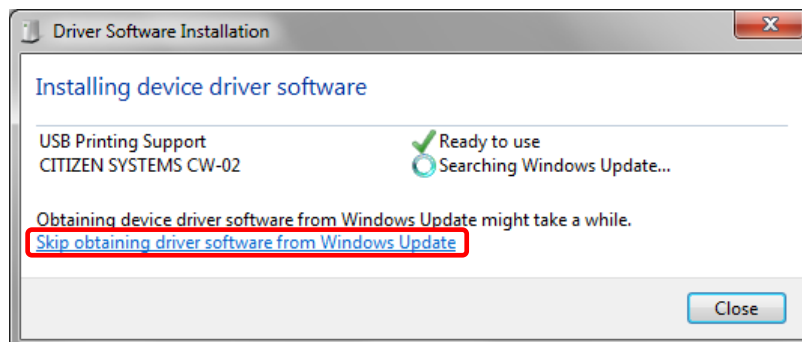 Driver Software Installation
Installing device driver software
USB Printing Support Ready to use
CITIZEN SYSTEMS CW-02 Searching Windows Update...
Obtaining device driver software from Windows Update might take a while.
Skip obtaining driver software from Windows Update
Close